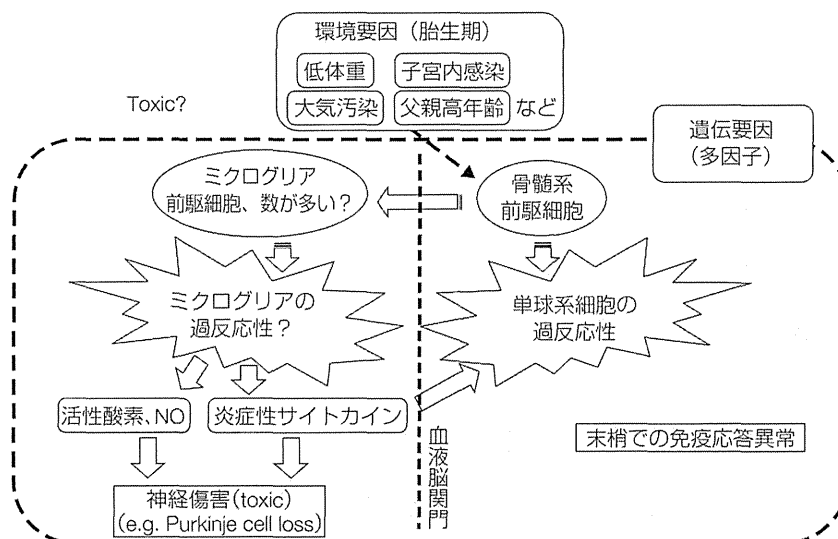 環境要因（胎生期）
低体重 子宮内感染
大気汚染 父親高年齢 など
Toxic?
遺伝要因
（多因子）
ミクログリア
前駆細胞、数が多い？
骨髄系
前駆細胞
ミクログリアの
過反応性？
単球系細胞の
過反応性
活性酸素、NO
炎症性サイトカイン
血液脳関門
末梢での免疫応答異常
神経傷害(toxic)
(e.g. Purkinje cell loss)